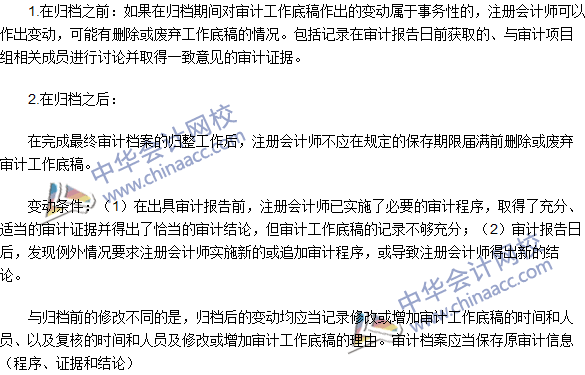 1.在归档之前：如果在归档期间对审计工作底稿作出的变动属于事务性的，注册会计师可以
作出变动，可能有删除或废弃工作底稿的情况。包括记录在审计报告日前获取的、与审计项目
组相关成员进行讨论并取得一致意见的审计证据。
2.在归档之后：
在完成最终审计档案的归整工作后，注册会计师不应在规定的保存期限届满前删除或废弃
审计工作底稿。
中华会计网校
www.chinaacc.com
变动条件：（1）在出具审计报告前，注册会计师已实施了必要的审计程序，取得了充分、
适当的审计证据并得出了恰当的审计结论，但审计工作底稿的记录不够充分；（2）审计报告日
后，发现例外情况要求注册会计师实施新的或追加审计程序，或导致注册会计师得出新的结
论。
中华会计网校
www.chinaacc.com
与归档前的修改不同的是，归档后的变动均应当记录修改或增加审计工作底稿的时间和人
员、以及复核的时间和人员及修改或增加审计工作底稿的理由。审计档案应当保存原审计信息
（程序、证据和结论）